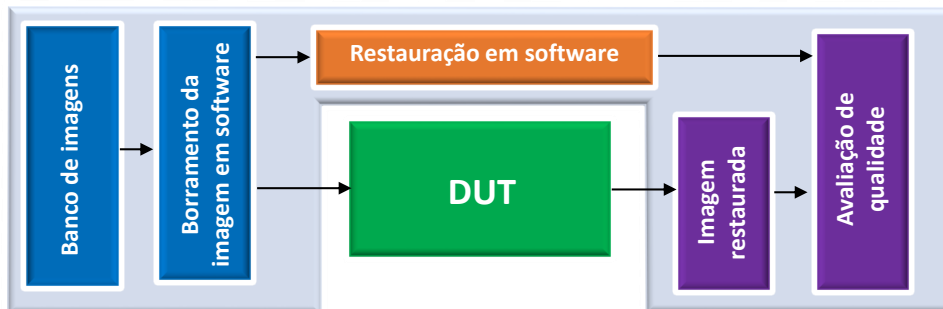 Banco de imagens
Borramento da
imagem em software
Restauração em software
DUT
Imagem
restaurada
Avaliação de
qualidade